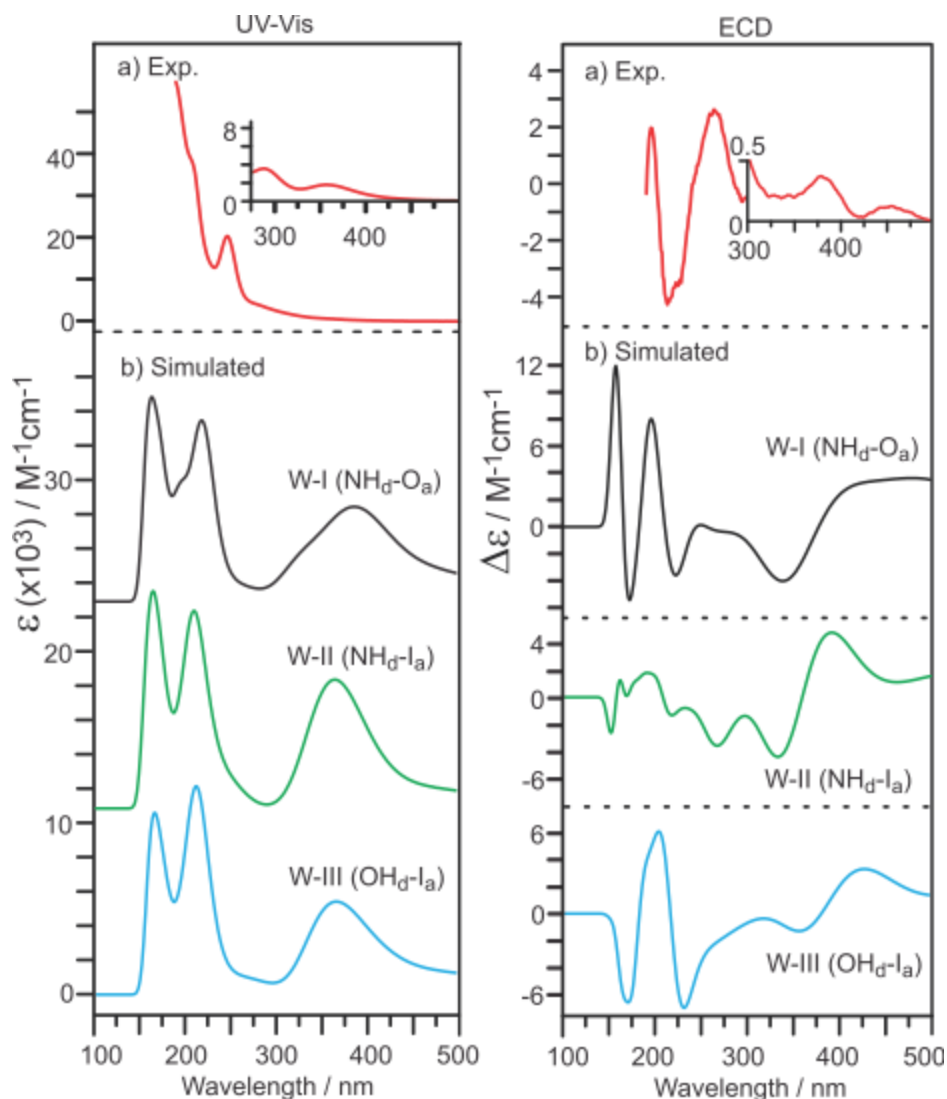 UV-Vis
a) Exp.
8
0
300
400
40
20
0
b) Simulated
W-I (NHd-Oa)
30
W-II (NHd-Ia)
20
W-III (OHd-Ia)
10
0
ε (x10³) / M⁻¹cm⁻¹
100
200
300
400
500
Wavelength / nm
ECD
a) Exp.
4
2
0
-2
-4
0.5
0
300
400
b) Simulated
12
6
0
W-I (NHd-Oa)
4
0
-6
W-II (NHd-Ia)
6
0
-6
W-III (OHd-Ia)
Δε / M⁻¹cm⁻¹
100
200
300
400
500
Wavelength / nm